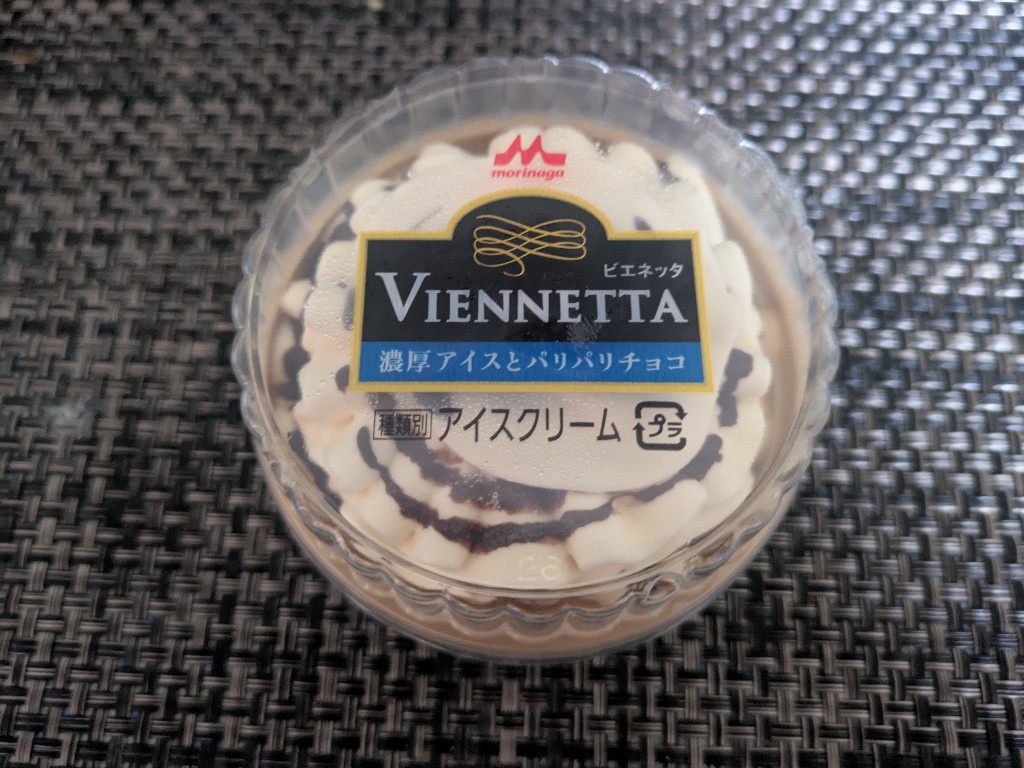 morinaga
ビエネッタ
VIENNETTA
濃厚アイスとパリパリチョコ
種類別 アイスクリーム プラ
26